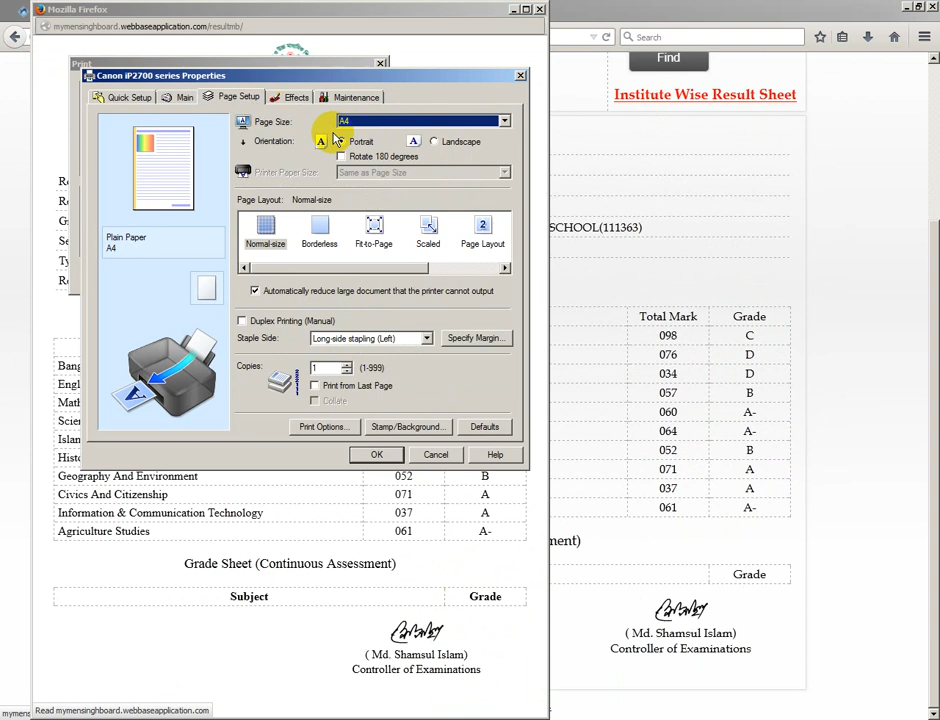 Mozilla Firefox
mymensinghboard.webbaseapplication.com/resultmb/
Search
Print
Canon iP2700 series Properties
Quick Setup Main Page Setup Effects Maintenance
Find
Institute Wise Result Sheet
Page Size: A4
Orientation: A Portrait A Landscape
Rotate 180 degrees
Printer Paper Size: Same as Page Size
Page Layout: Normal-size
Normal-size Borderless Fit-to-Page Scaled Page Layout
Plain Paper
A4
Automatically reduce large document that the printer cannot output
Duplex Printing (Manual)
Staple Side: Long-side stapling (Left) Specify Margin...
Copies: 1 (1-999)
Print from Last Page
Collate
Print Options... Stamp/Background... Defaults
OK Cancel Help
SCHOOL(111363)
Total Mark Grade
098 C
076 D
034 D
057 B
060 A-
064 A-
052 B
071 A
037 A
061 A-
Geography And Environment 052 B
Civics And Citizenship 071 A
Information & Communication Technology 037 A
Agriculture Studies 061 A-
Grade Sheet (Continuous Assessment)
Subject Grade
( Md. Shamsul Islam)
Controller of Examinations
Grade
( Md. Shamsul Islam)
Controller of Examinations
Read mymensinghboard.webbaseapplication.com